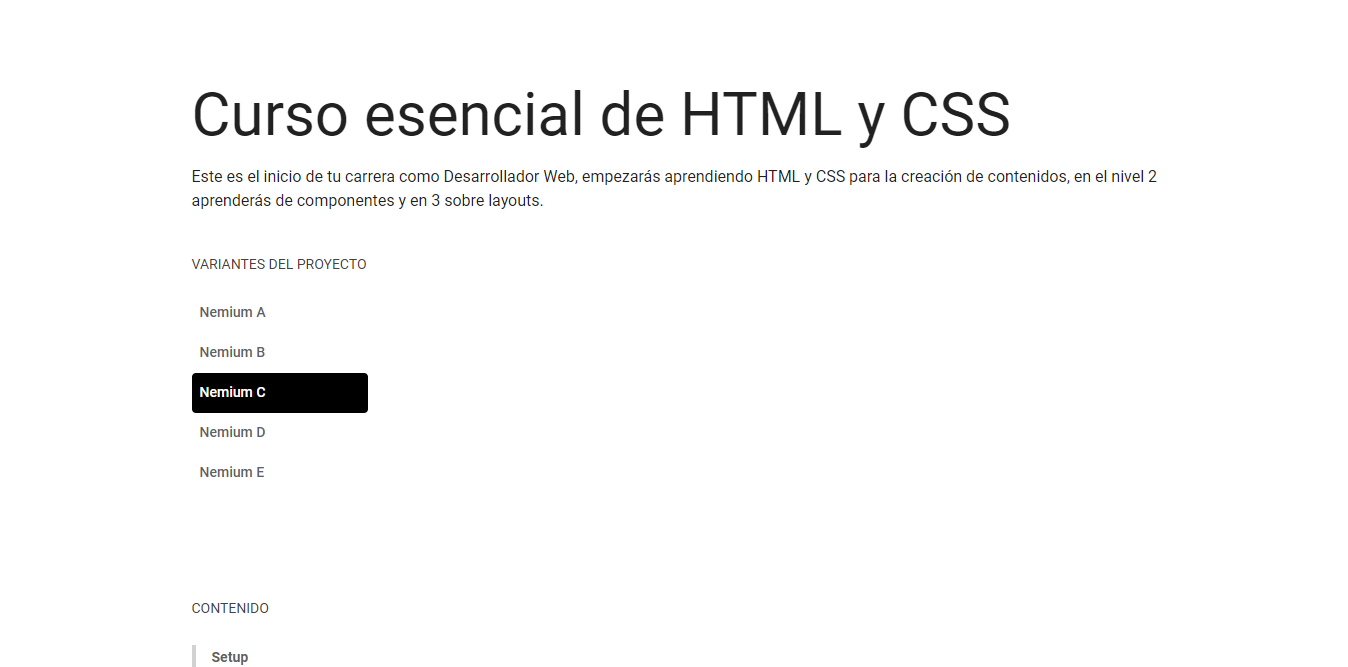 Curso esencial de HTML y CSS
Este es el inicio de tu carrera como Desarrollador Web, empezarás aprendiendo HTML y CSS para la creación de contenidos, en el nivel 2
aprenderás de componentes y en 3 sobre layouts.
VARIANTES DEL PROYECTO
Nemium A
Nemium B
Nemium C
Nemium D
Nemium E
CONTENIDO
Setup